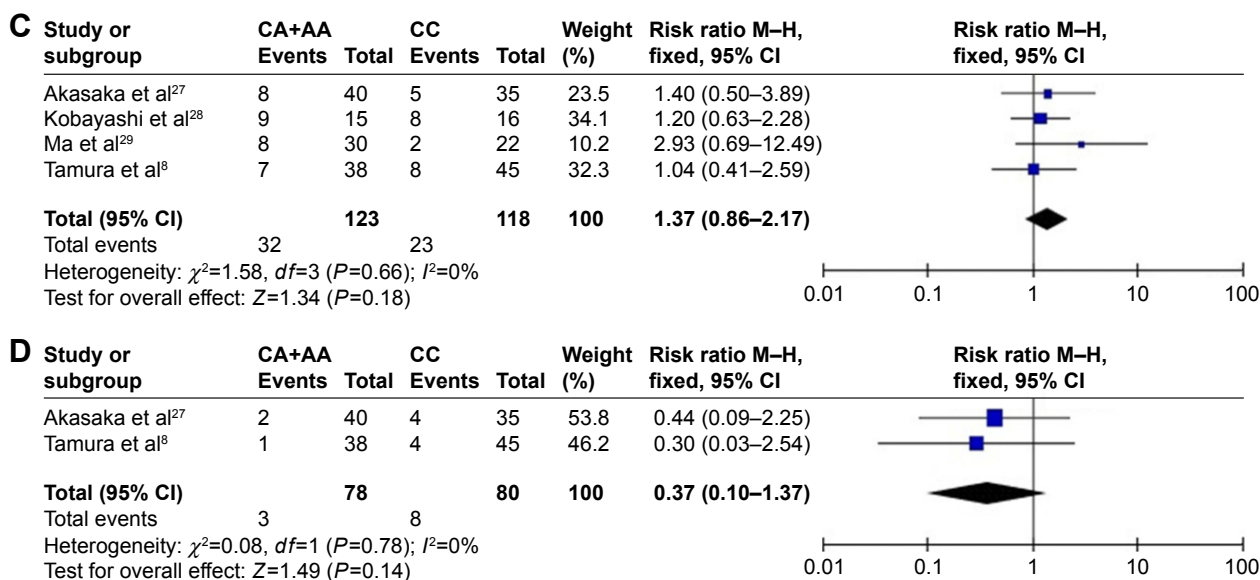 C Study or CA+AA CC Weight Risk ratio M–H, Risk ratio M–H,
subgroup Events Total Events Total (%) fixed, 95% CI fixed, 95% CI
Akasaka et al27 8 40 5 35 23.5 1.40 (0.50–3.89)
Kobayashi et al28 9 15 8 16 34.1 1.20 (0.63–2.28)
Ma et al29 8 30 2 22 10.2 2.93 (0.69–12.49)
Tamura et al8 7 38 8 45 32.3 1.04 (0.41–2.59)
Total (95% CI) 123 118 100 1.37 (0.86–2.17)
Total events 32 23
Heterogeneity: χ2=1.58, df=3 (P=0.66); I2=0%
Test for overall effect: Z=1.34 (P=0.18)
0.01 0.1 1 10 100
D Study or CA+AA CC Weight Risk ratio M–H, Risk ratio M–H,
subgroup Events Total Events Total (%) fixed, 95% CI fixed, 95% CI
Akasaka et al27 2 40 4 35 53.8 0.44 (0.09–2.25)
Tamura et al8 1 38 4 45 46.2 0.30 (0.03–2.54)
Total (95% CI) 78 80 100 0.37 (0.10–1.37)
Total events 3 8
Heterogeneity: χ2=0.08, df=1 (P=0.78); I2=0%
Test for overall effect: Z=1.49 (P=0.14)
0.01 0.1 1 10 100